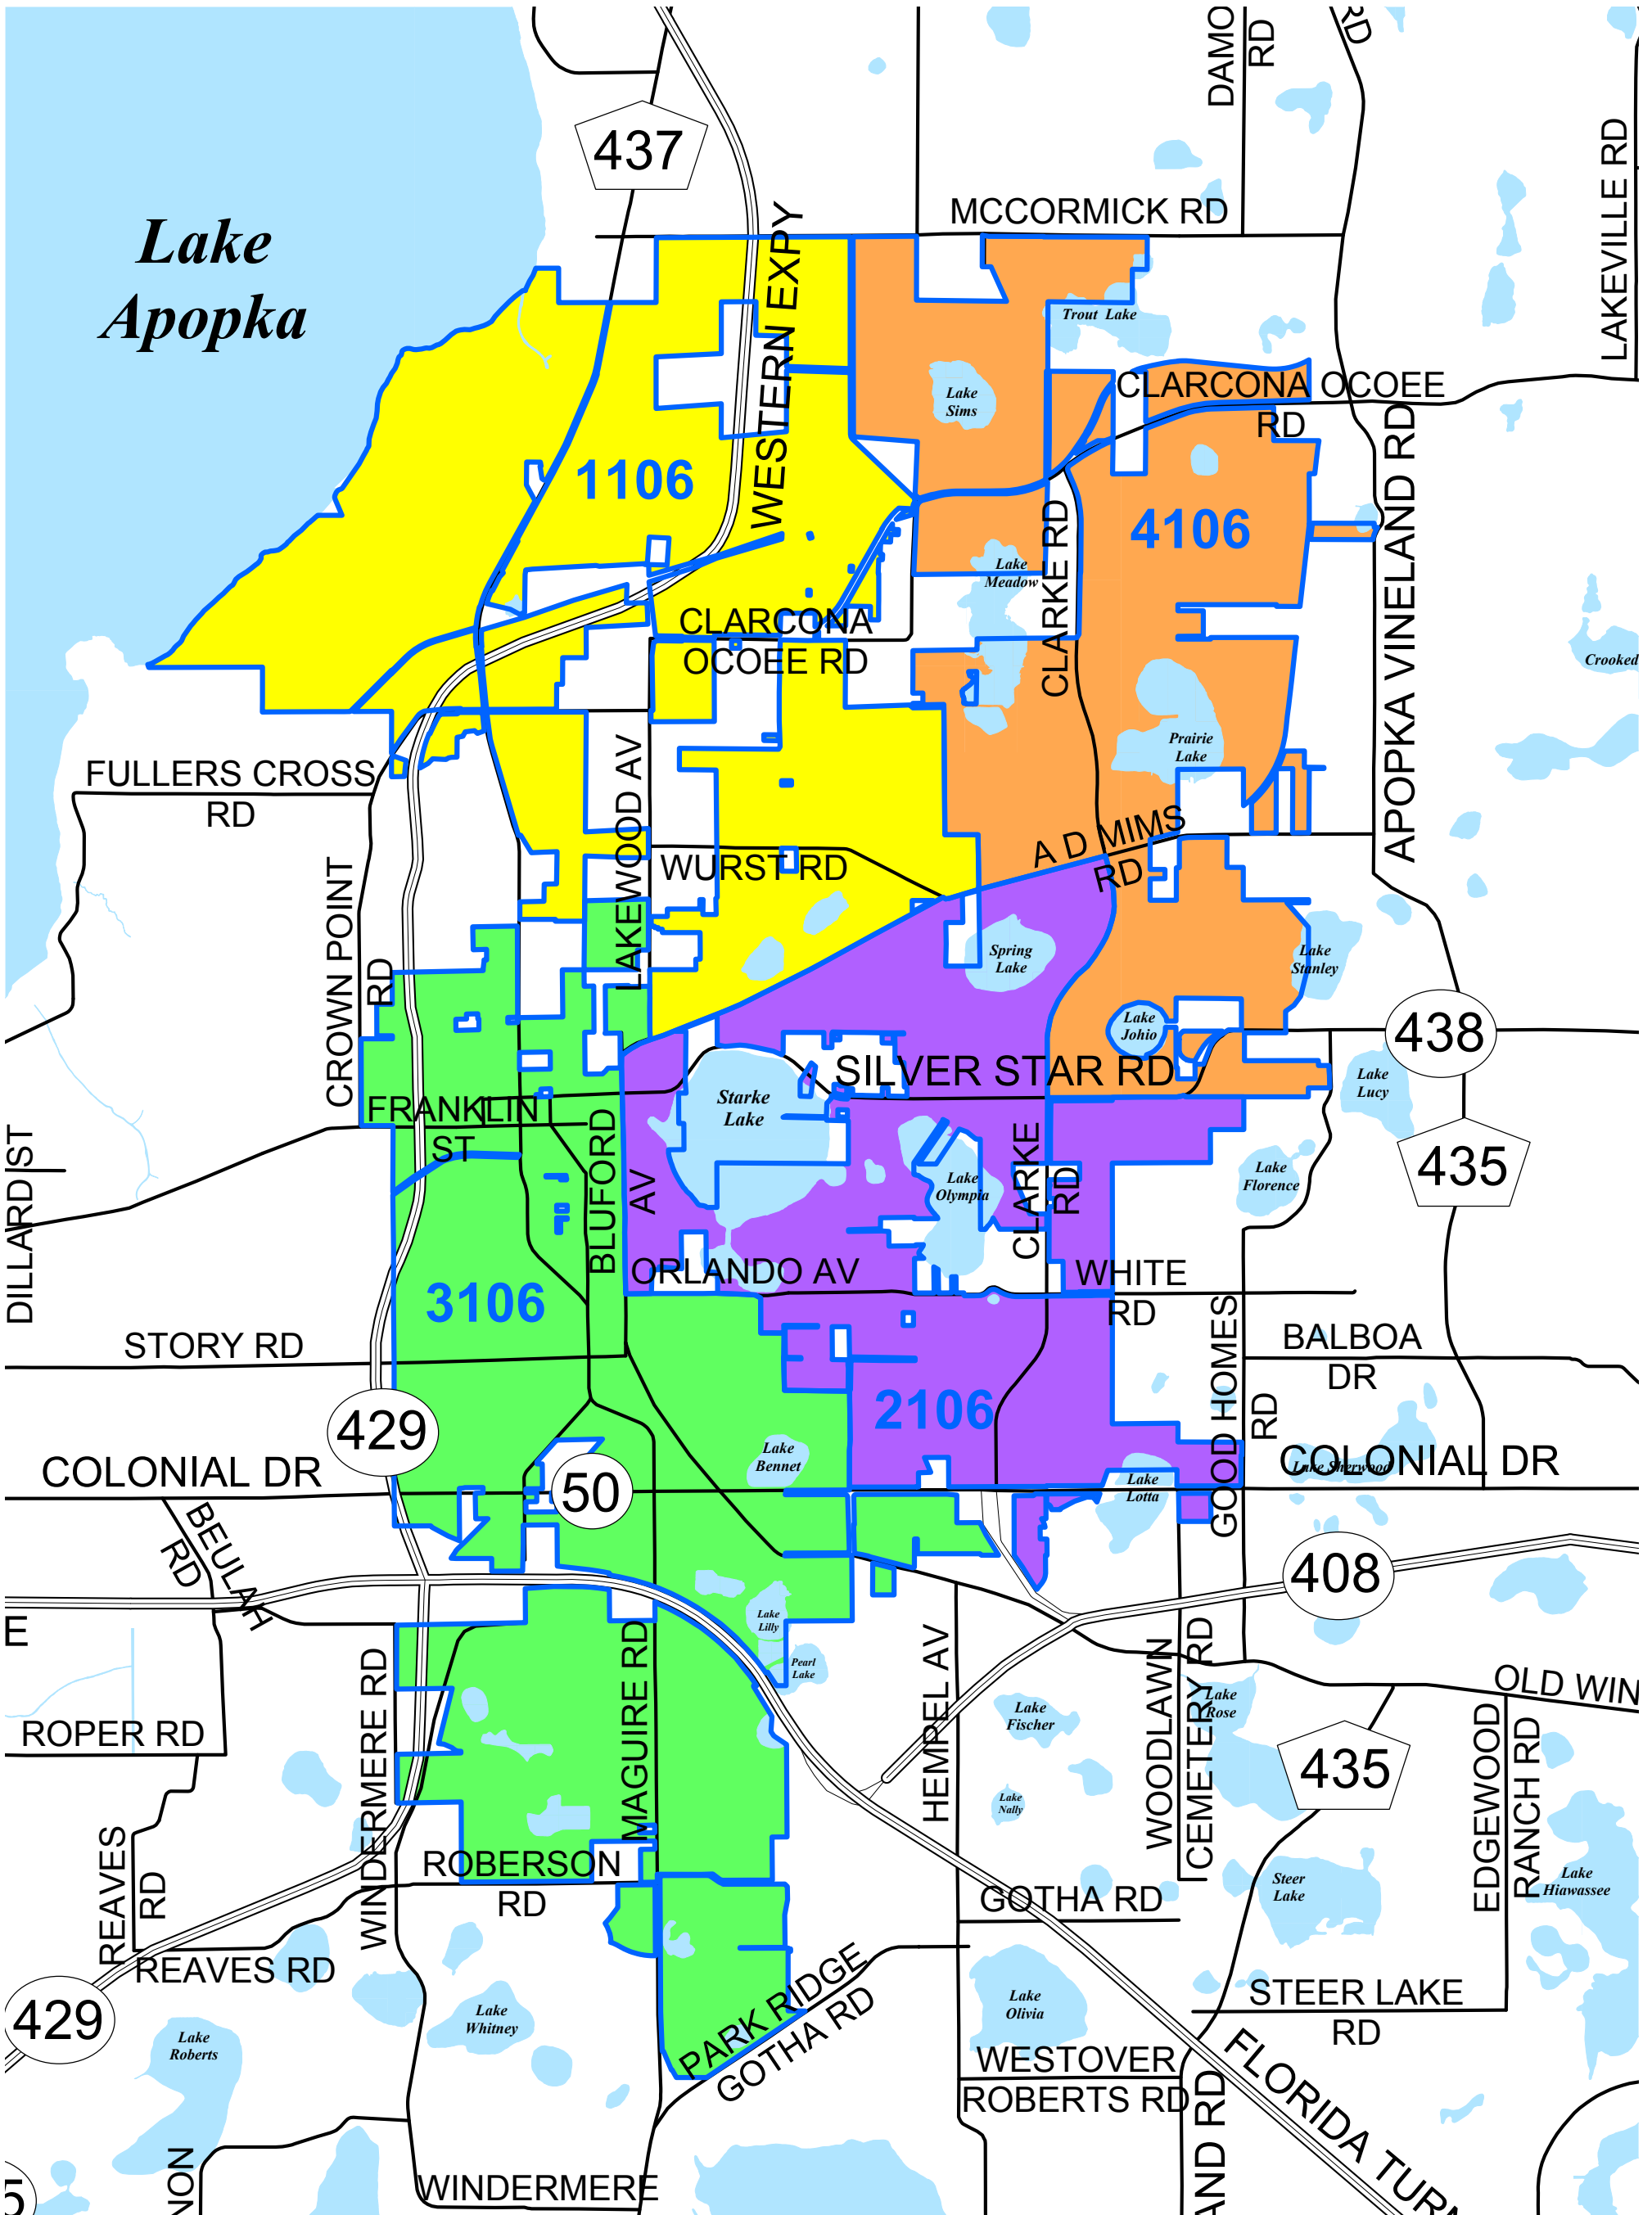 DAMO
RD
RD
437
LAKEVILLE RD
MCCORMICK RD
Lake
Apopka
WESTERN EXPY
Trout Lake
Lake
Sims
CLARCONA OCOEE
RD
1106
4106
APOPKA VINELAND RD
Lake
Meadow
CLARKE RD
CLARCONA
OCOEE RD
Crooked
Prairie
Lake
FULLERS CROSS
RD
LAKEWOOD AV
A D MIMS
RD
WURST RD
CROWN POINT
RD
Spring
Lake
Lake
Stanley
Lake
Johio
438
SILVER STAR RD
Lake
Lucy
Starke
Lake
FRANKLIN
ST
BLUFORD
AV
CLARKE
RD
DILLARD ST
435
Lake
Florence
Lake
Olympia
ORLANDO AV
WHITE
RD
3106
STORY RD
GOOD HOMES
RD
BALBOA
DR
2106
429
Lake
Bennet
COLONIAL DR
50
Lake
Lotta
Lake Sherwood
COLONIAL DR
BEULAH
RD
408
E
Lake
Lilly
Pearl
Lake
WINDERMERE RD
MAGUIRE RD
HEMPEL AV
WOODLAWN
CEMETERY RD
OLD WIN
Lake
Rose
Lake
Fischer
ROPER RD
435
EDGEWOOD
RANCH RD
Lake
Nally
REAVES
RD
ROBERSON
RD
GOTHA RD
Steer
Lake
Lake
Hiawassee
REAVES RD
PARK RIDGE
GOTHA RD
STEER LAKE
RD
429
Lake
Whitney
Lake
Olivia
Lake
Roberts
WESTOVER
ROBERTS RD
FLORIDA TURN
AND RD
NON
WINDERMERE
5